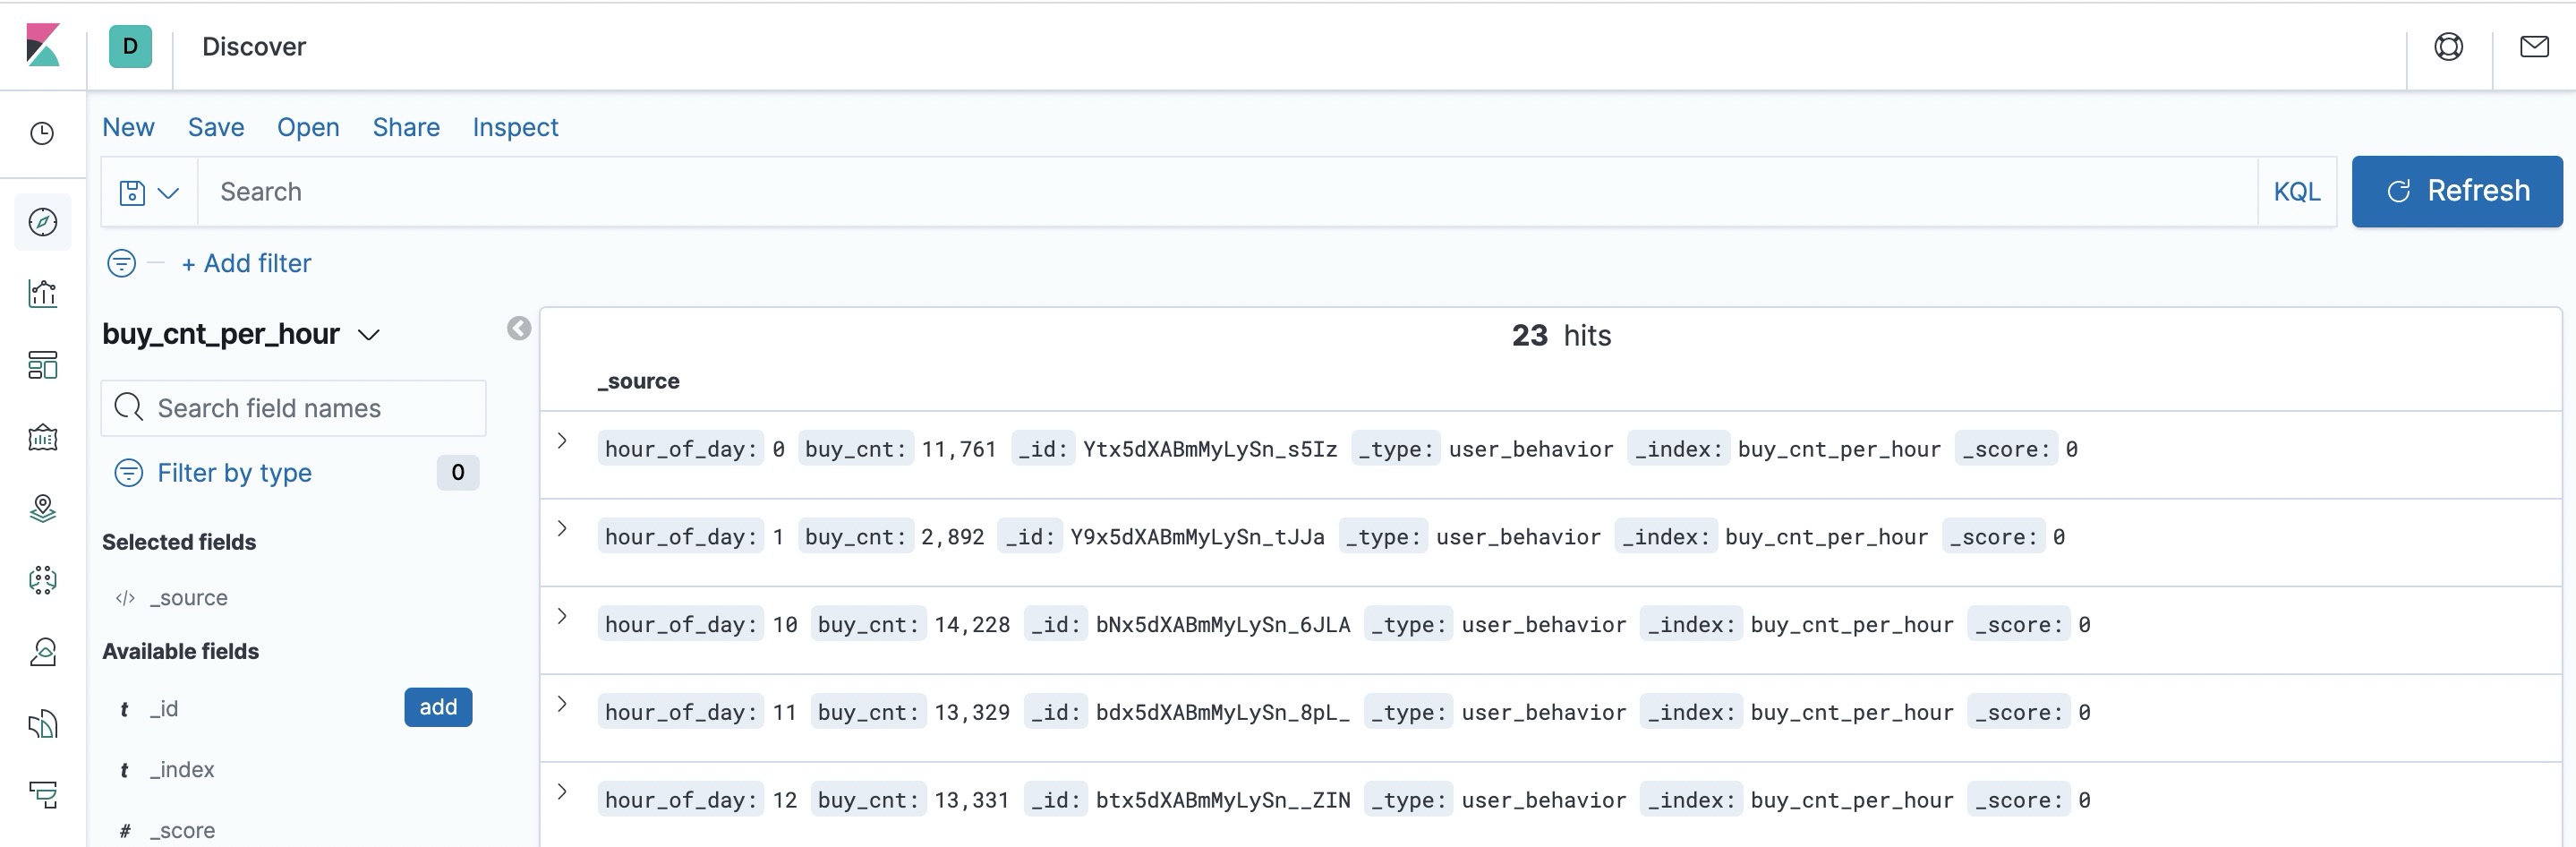 D Discover
New Save Open Share Inspect
Search KQL Refresh
+ Add filter
buy_cnt_per_hour
Search field names
Filter by type 0
Selected fields
</> _source
Available fields
t _id add
t _index
# _score
23 hits
_source
hour_of_day: 0 buy_cnt: 11,761 _id: Ytx5dXABmMyLySn_s5Iz _type: user_behavior _index: buy_cnt_per_hour _score: 0
hour_of_day: 1 buy_cnt: 2,892 _id: Y9x5dXABmMyLySn_tJJa _type: user_behavior _index: buy_cnt_per_hour _score: 0
hour_of_day: 10 buy_cnt: 14,228 _id: bNx5dXABmMyLySn_6JLA _type: user_behavior _index: buy_cnt_per_hour _score: 0
hour_of_day: 11 buy_cnt: 13,329 _id: bdx5dXABmMyLySn_8pL_ _type: user_behavior _index: buy_cnt_per_hour _score: 0
hour_of_day: 12 buy_cnt: 13,331 _id: btx5dXABmMyLySn__ZIN _type: user_behavior _index: buy_cnt_per_hour _score: 0